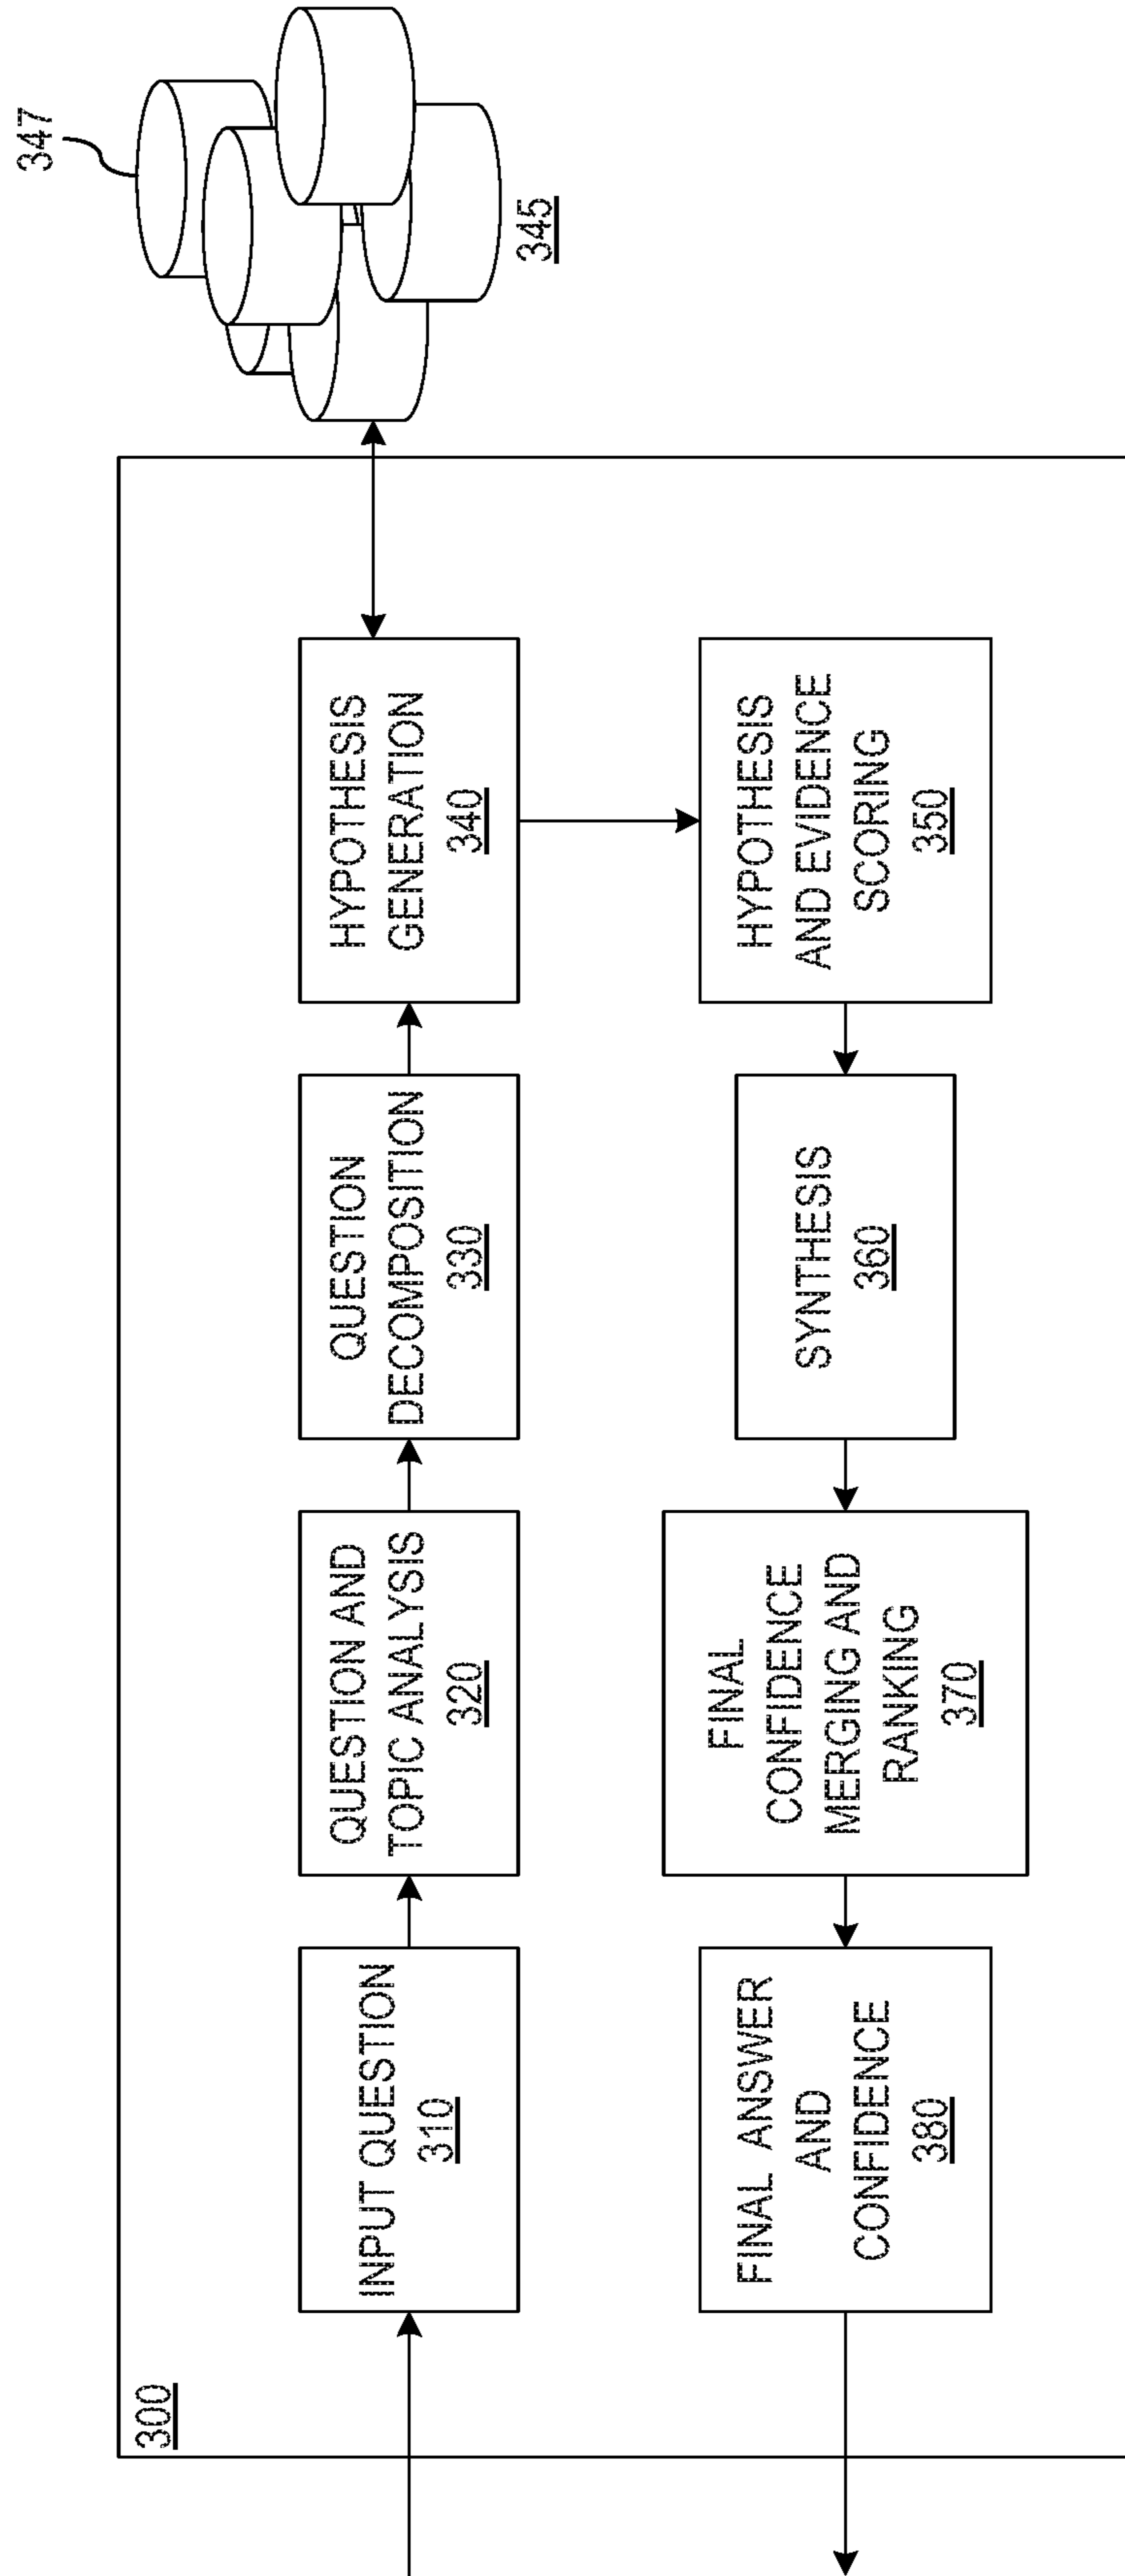 300
INPUT QUESTION
310
QUESTION AND
TOPIC ANALYSIS
320
QUESTION
DECOMPOSITION
330
HYPOTHESIS
GENERATION
340
347
345
HYPOTHESIS
AND EVIDENCE
SCORING
350
SYNTHESIS
360
FINAL
CONFIDENCE
MERGING AND
RANKING
370
FINAL ANSWER
AND
CONFIDENCE
380